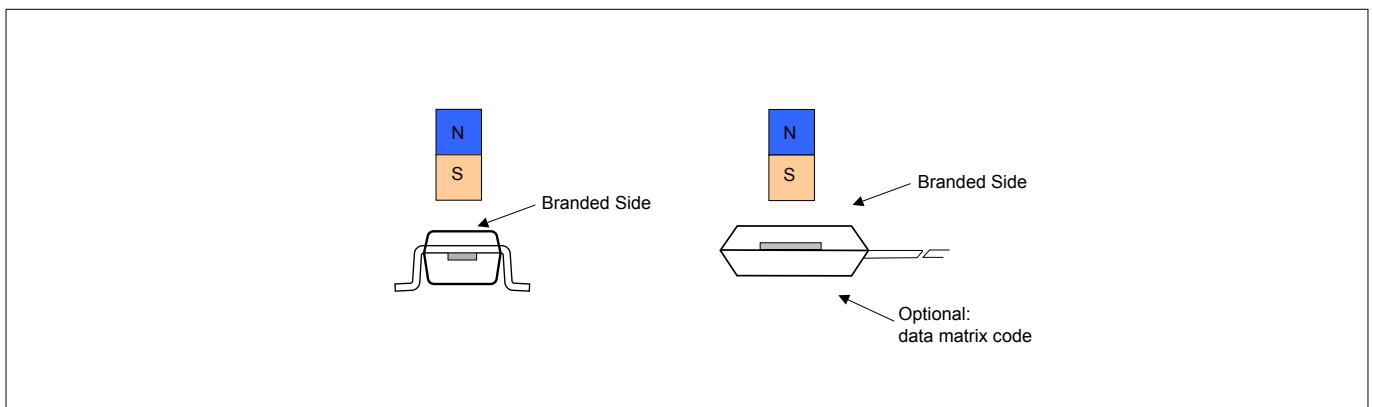 N
S
Branded Side
N
S
Branded Side
Optional:
data matrix code